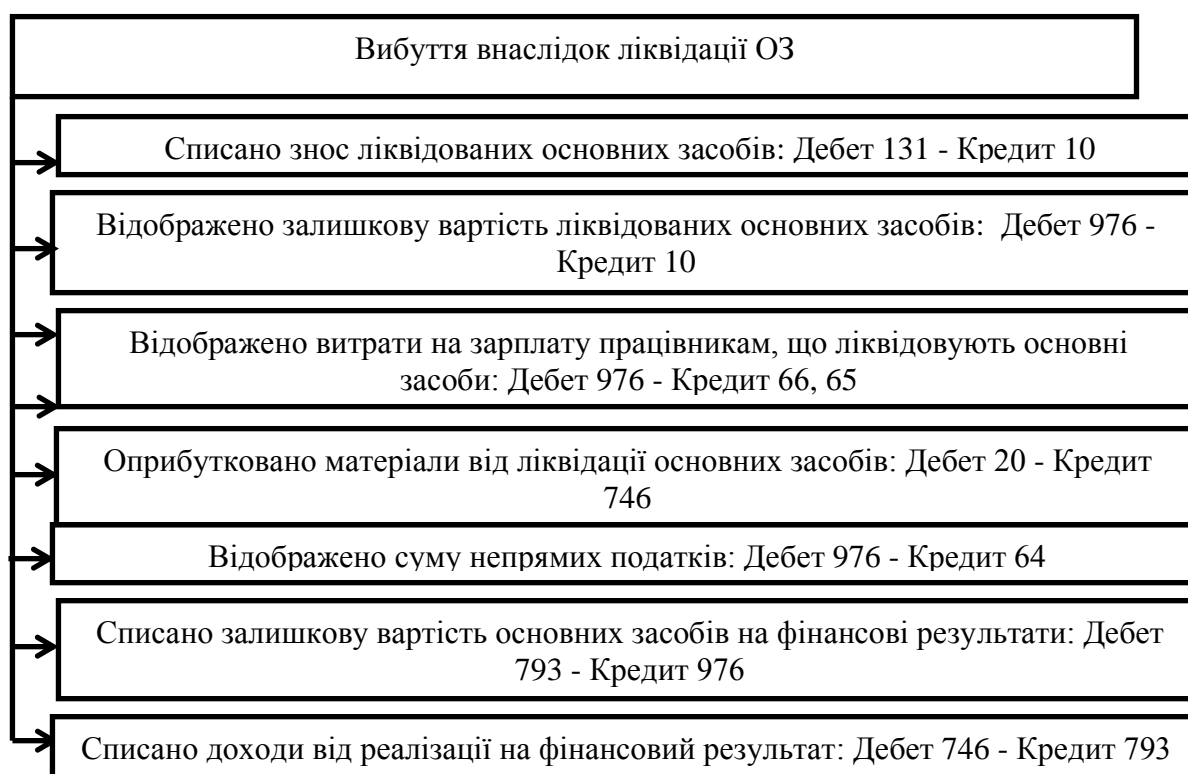 Вибуття внаслідок ліквідації ОЗ
Списано знос ліквідованих основних засобів: Дебет 131 - Кредит 10
Відображено залишкову вартість ліквідованих основних засобів: Дебет 976 -
Кредит 10
Відображено витрати на зарплату працівникам, що ліквідовують основні
засоби: Дебет 976 - Кредит 66, 65
Оприбутковано матеріали від ліквідації основних засобів: Дебет 20 - Кредит
746
Відображено суму непрямих податків: Дебет 976 - Кредит 64
Списано залишкову вартість основних засобів на фінансові результати: Дебет
793 - Кредит 976
Списано доходи від реалізації на фінансовий результат: Дебет 746 - Кредит 793